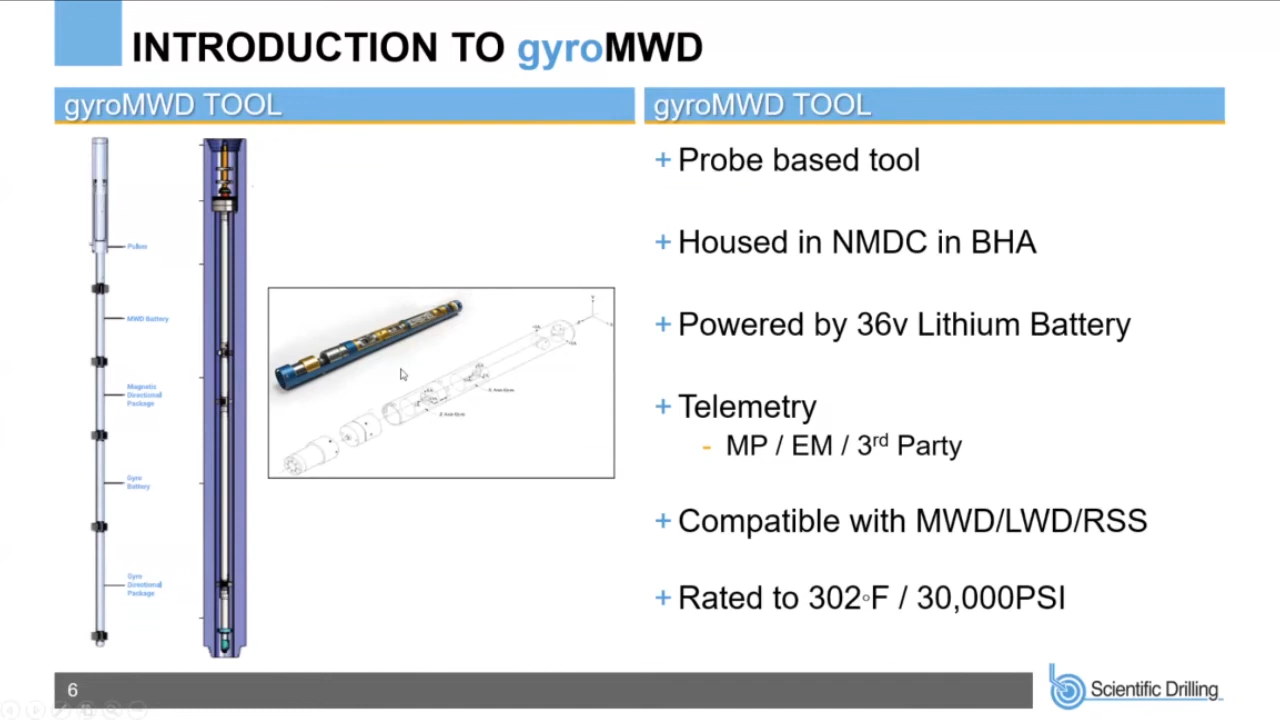 INTRODUCTION TO gyroMWD
gyroMWD TOOL
Pulser
MWD Battery
Magnetic
Directional
Package
Gyro
Battery
Gyro
Directional
Package
gyroMWD TOOL
+ Probe based tool
+ Housed in NMDC in BHA
+ Powered by 36v Lithium Battery
+ Telemetry
- MP / EM / 3rd Party
+ Compatible with MWD/LWD/RSS
+ Rated to 302◦F / 30,000PSI
6
Scientific Drilling